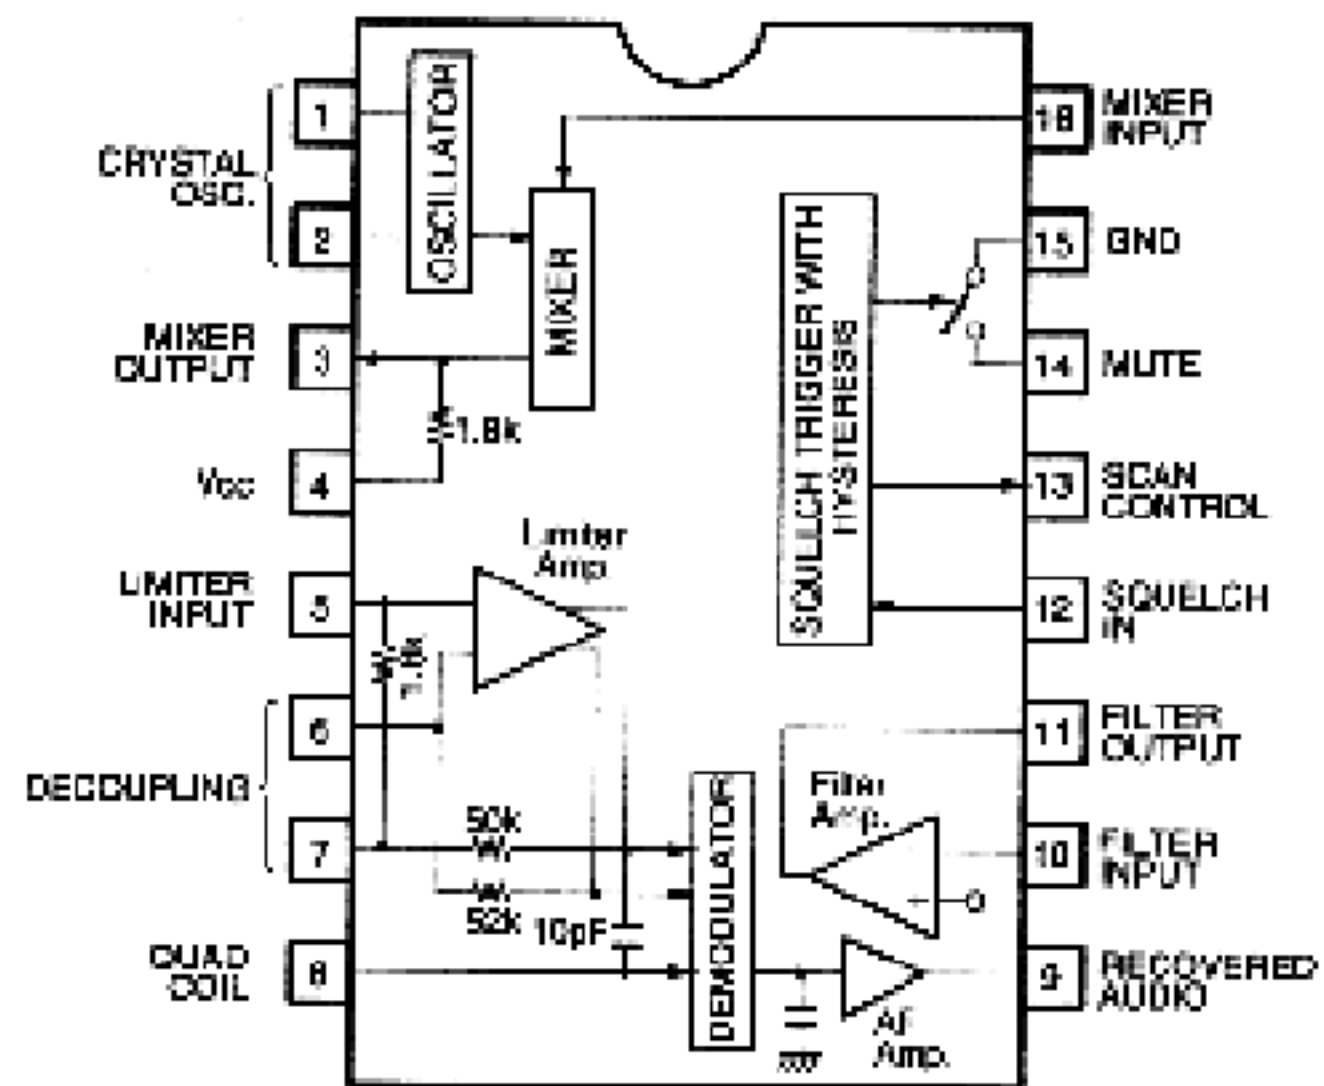 1
CRYSTAL
OSC.
2
OSCILLATOR
MIXER
MIXER
OUTPUT
3
1.8k
Vcc
4
LIMITER
INPUT
5
Limiter
Amp.
1.8k
6
DECOUPLING
7
50k
52k
10pF
QUAD
COIL
8
DEMODULATOR
SQUELCH TRIGGER WITH
HYSTERESIS
Filter
Amp.
+
AF
Amp.
16
MIXER
INPUT
15
GND
14
MUTE
13
SCAN
CONTROL
12
SQUELCH
IN
11
FILTER
OUTPUT
10
FILTER
INPUT
9
RECOVERED
AUDIO